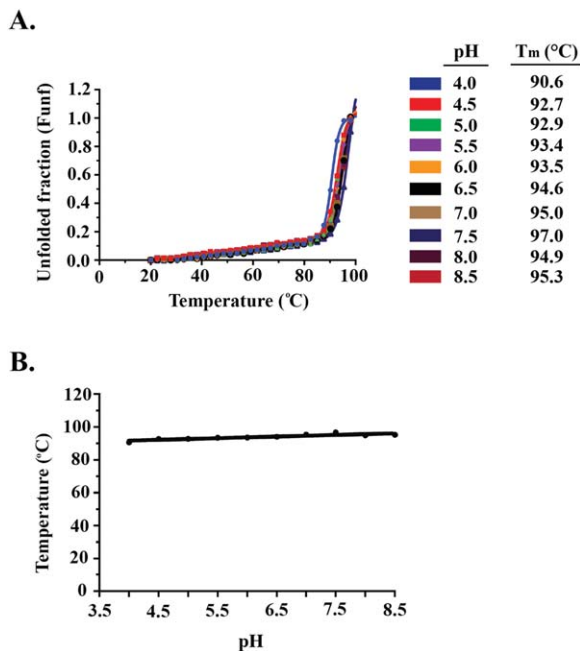 A.
pH Tm (°C)
4.0 90.6
4.5 92.7
5.0 92.9
5.5 93.4
6.0 93.5
6.5 94.6
7.0 95.0
7.5 97.0
8.0 94.9
8.5 95.3
Unfolded fraction (Funf)
1.2
1.0
0.8
0.6
0.4
0.2
0.0
0 20 40 60 80 100
Temperature (°C)
B.
Temperature (°C)
120
100
80
60
40
20
0
3.5 4.5 5.5 6.5 7.5 8.5
pH